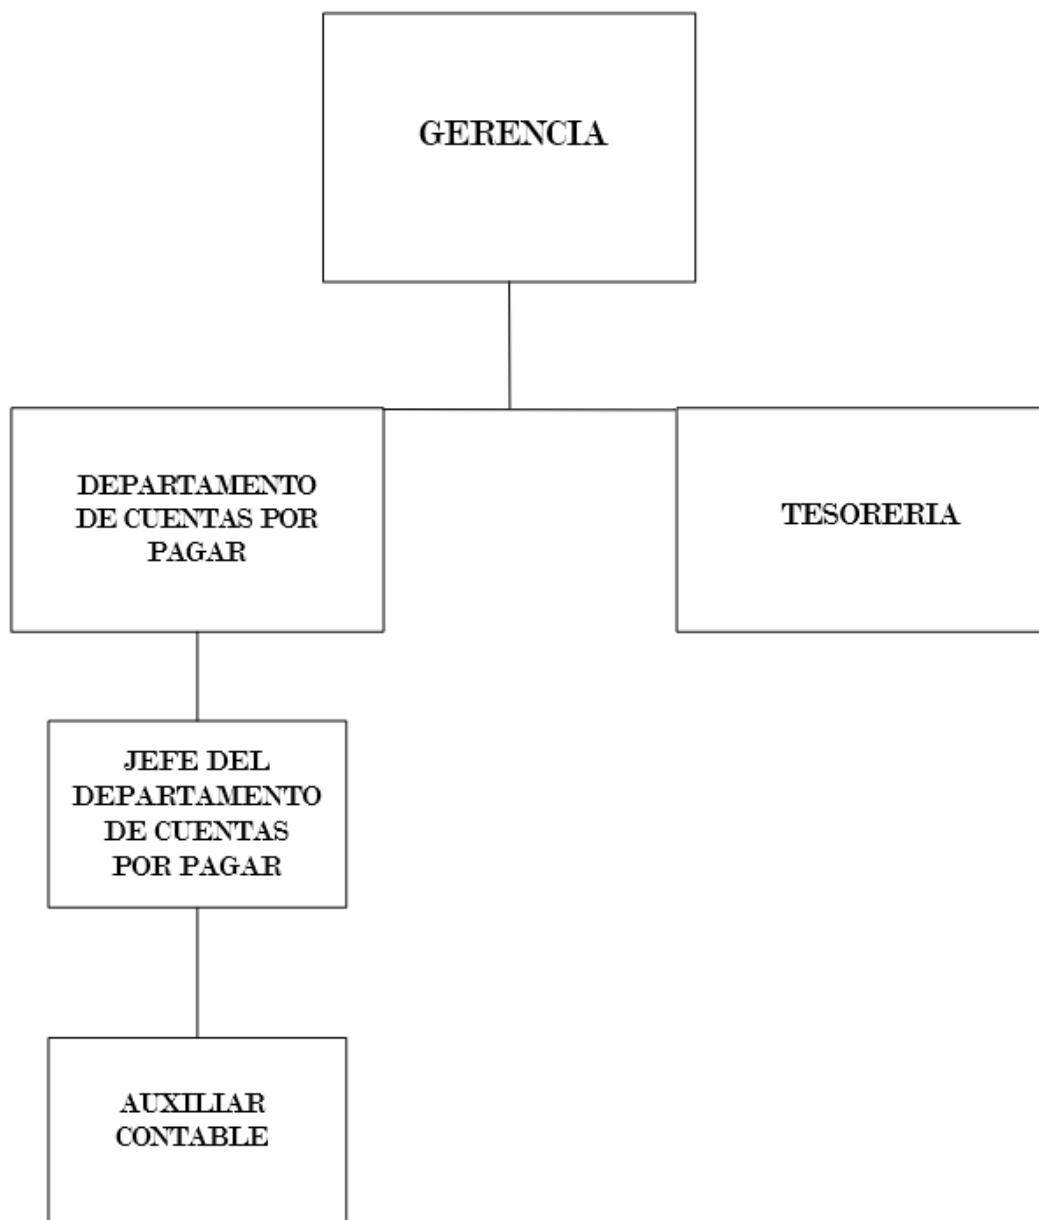 GERENCIA
DEPARTAMENTO
DE CUENTAS POR
PAGAR
TESORERIA
JEFE DEL
DEPARTAMENTO
DE CUENTAS
POR PAGAR
AUXILIAR
CONTABLE